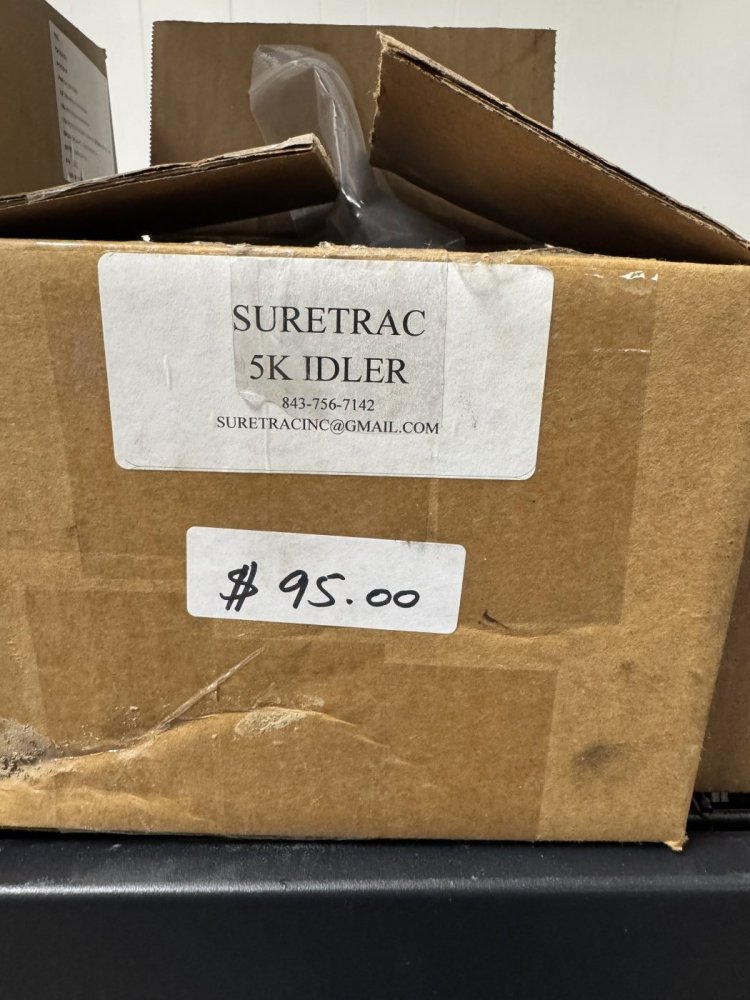 SURETRAC
5K IDLER
843-756-7142
SURETRACINC@GMAIL.COM
$ 95.00